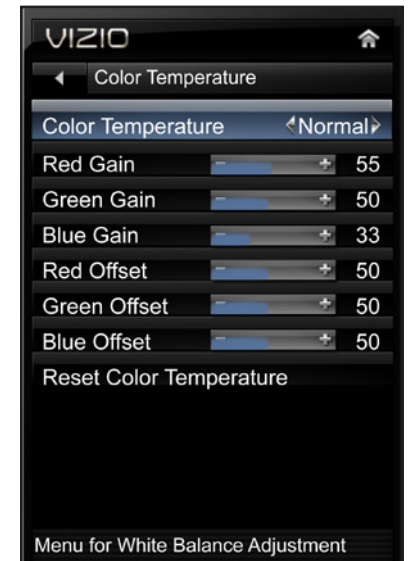 VIZIO
Color Temperature
Color Temperature Normal
Red Gain - + 55
Green Gain - + 50
Blue Gain - + 33
Red Offset - + 50
Green Offset - + 50
Blue Offset - + 50
Reset Color Temperature
Menu for White Balance Adjustment